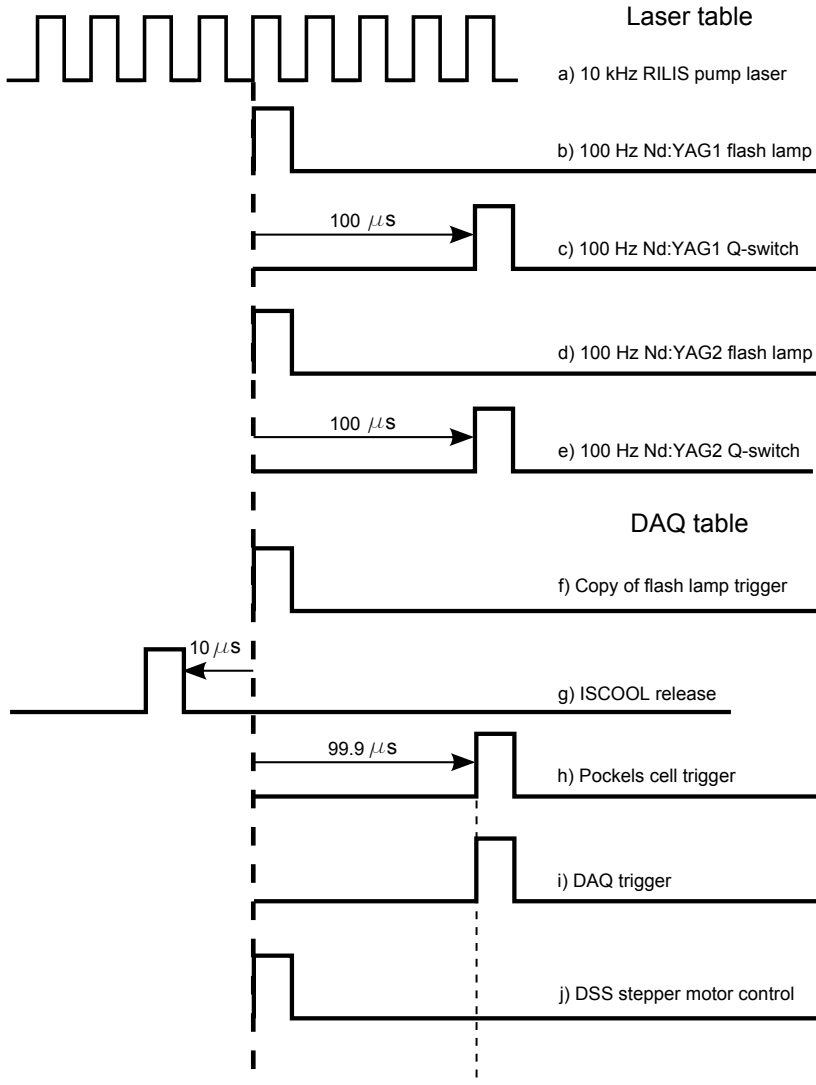 Laser table
a) 10 kHz RILIS pump laser
b) 100 Hz Nd:YAG1 flash lamp
100 μs
c) 100 Hz Nd:YAG1 Q-switch
d) 100 Hz Nd:YAG2 flash lamp
100 μs
e) 100 Hz Nd:YAG2 Q-switch
DAQ table
f) Copy of flash lamp trigger
10 μs
g) ISCOOL release
99.9 μs
h) Pockels cell trigger
i) DAQ trigger
j) DSS stepper motor control